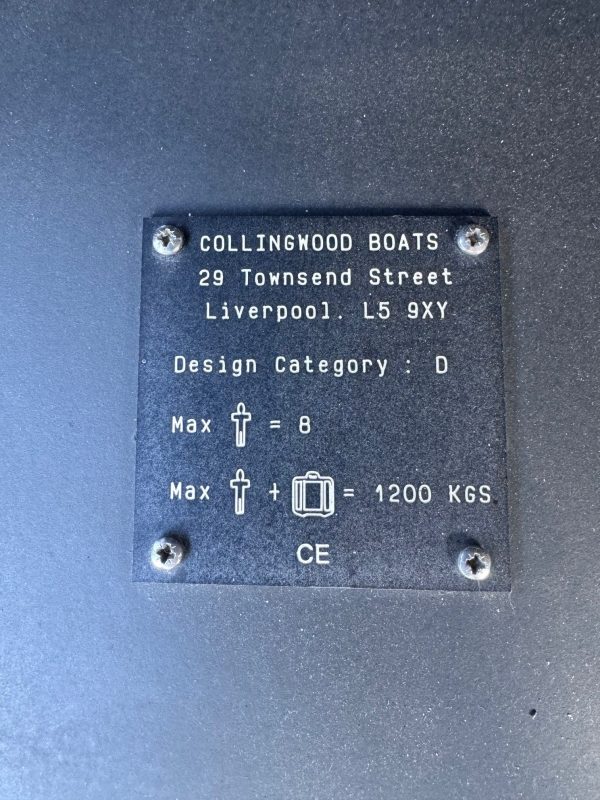 COLLINGWOOD BOATS
29 Townsend Street
Liverpool. L5 9XY
Design Category : D
Max = 8
Max + = 1200 KGS
CE